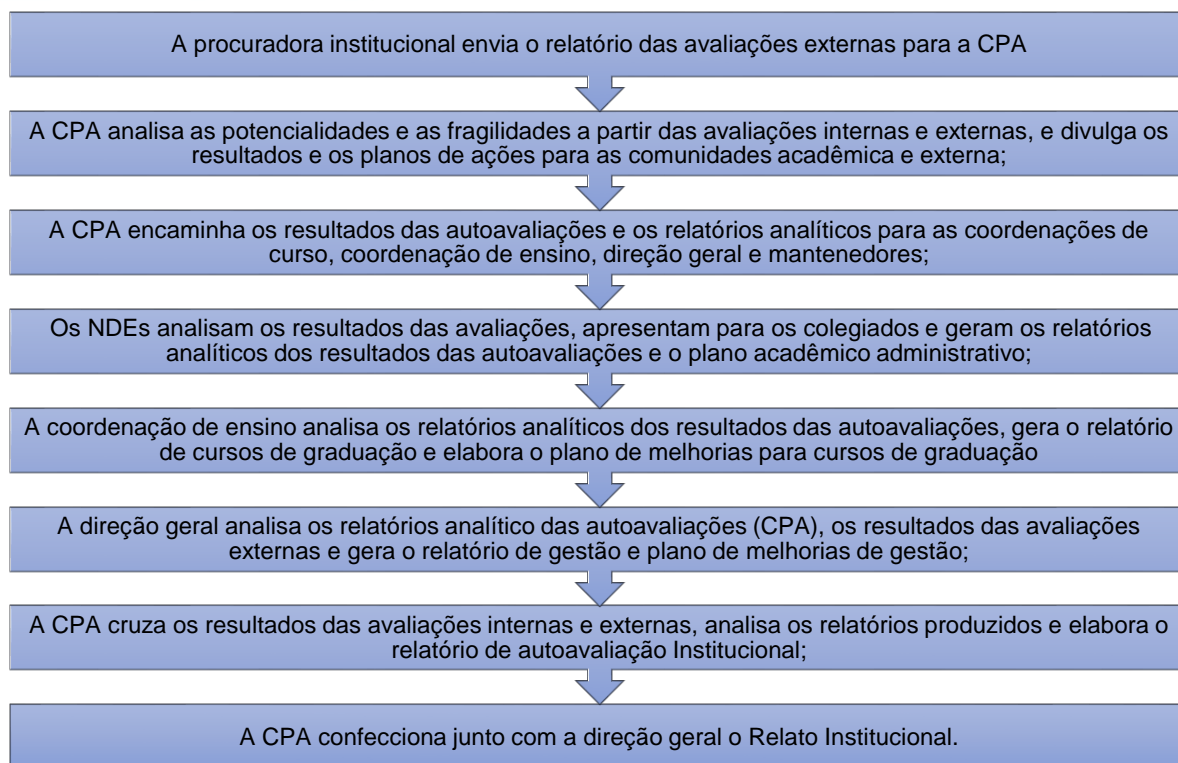 A procuradora institucional envia o relatório das avaliações externas para a CPA
A CPA analisa as potencialidades e as fragilidades a partir das avaliações internas e externas, e divulga os
resultados e os planos de ações para as comunidades acadêmica e externa;
A CPA encaminha os resultados das autoavaliações e os relatórios analíticos para as coordenações de
curso, coordenação de ensino, direção geral e mantenedores;
Os NDEs analisam os resultados das avaliações, apresentam para os colegiados e geram os relatórios
analíticos dos resultados das autoavaliações e o plano acadêmico administrativo;
A coordenação de ensino analisa os relatórios analíticos dos resultados das autoavaliações, gera o relatório
de cursos de graduação e elabora o plano de melhorias para cursos de graduação
A direção geral analisa os relatórios analítico das autoavaliações (CPA), os resultados das avaliações
externas e gera o relatório de gestão e plano de melhorias de gestão;
A CPA cruza os resultados das avaliações internas e externas, analisa os relatórios produzidos e elabora o
relatório de autoavaliação Institucional;
A CPA confecciona junto com a direção geral o Relato Institucional.